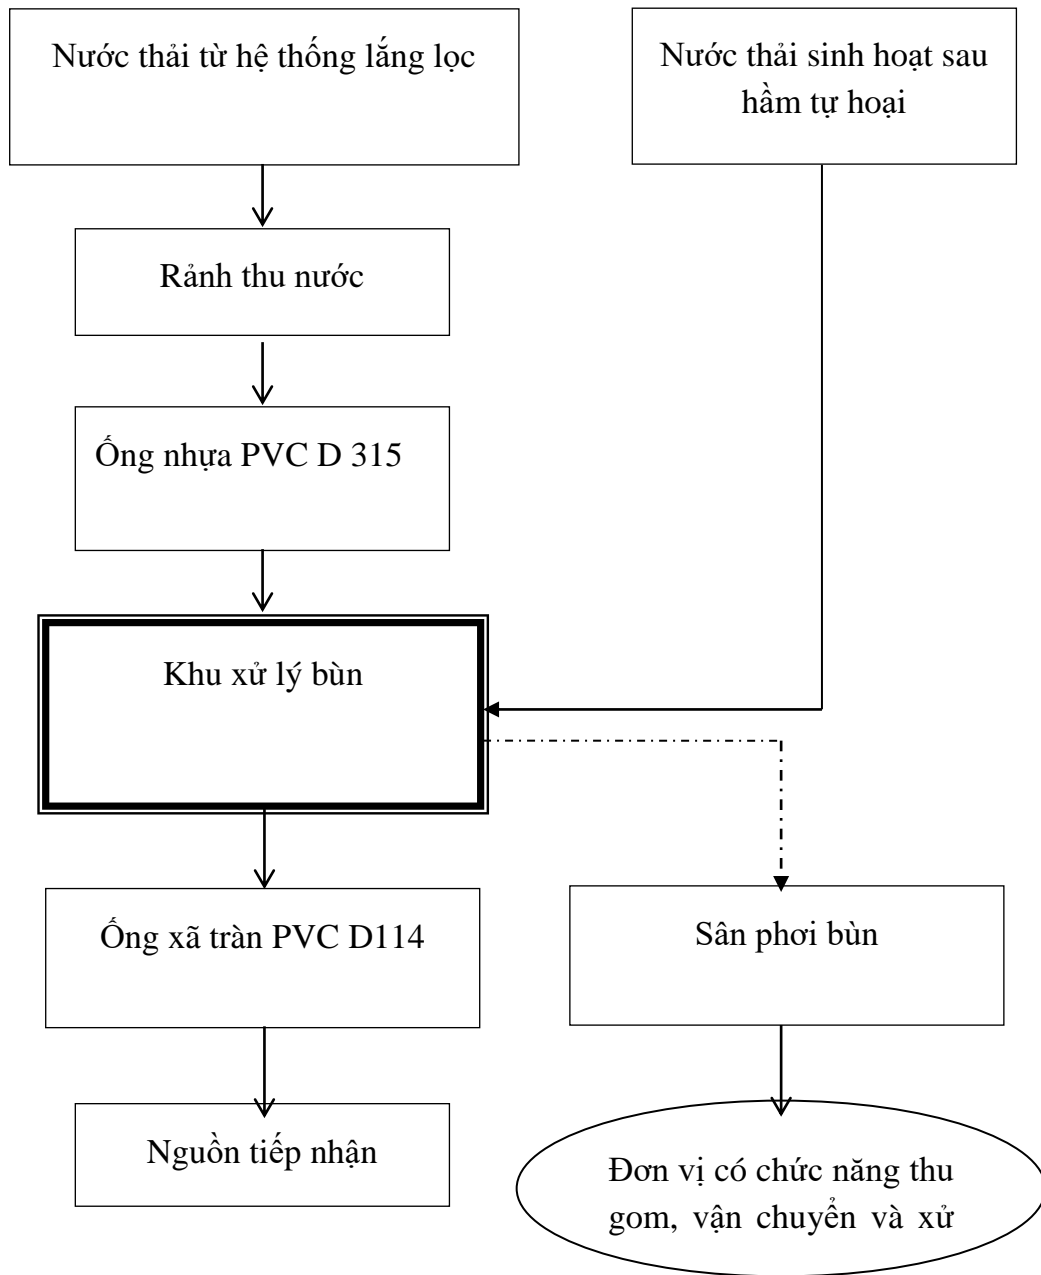 Nước thải từ hệ thống lắng lọc
Nước thải sinh hoạt sau
hầm tự hoại
Rảnh thu nước
Ống nhựa PVC D 315
Khu xử lý bùn
Ống xã tràn PVC D114
Sân phơi bùn
Nguồn tiếp nhận
Đơn vị có chức năng thu
gom, vận chuyển và xử